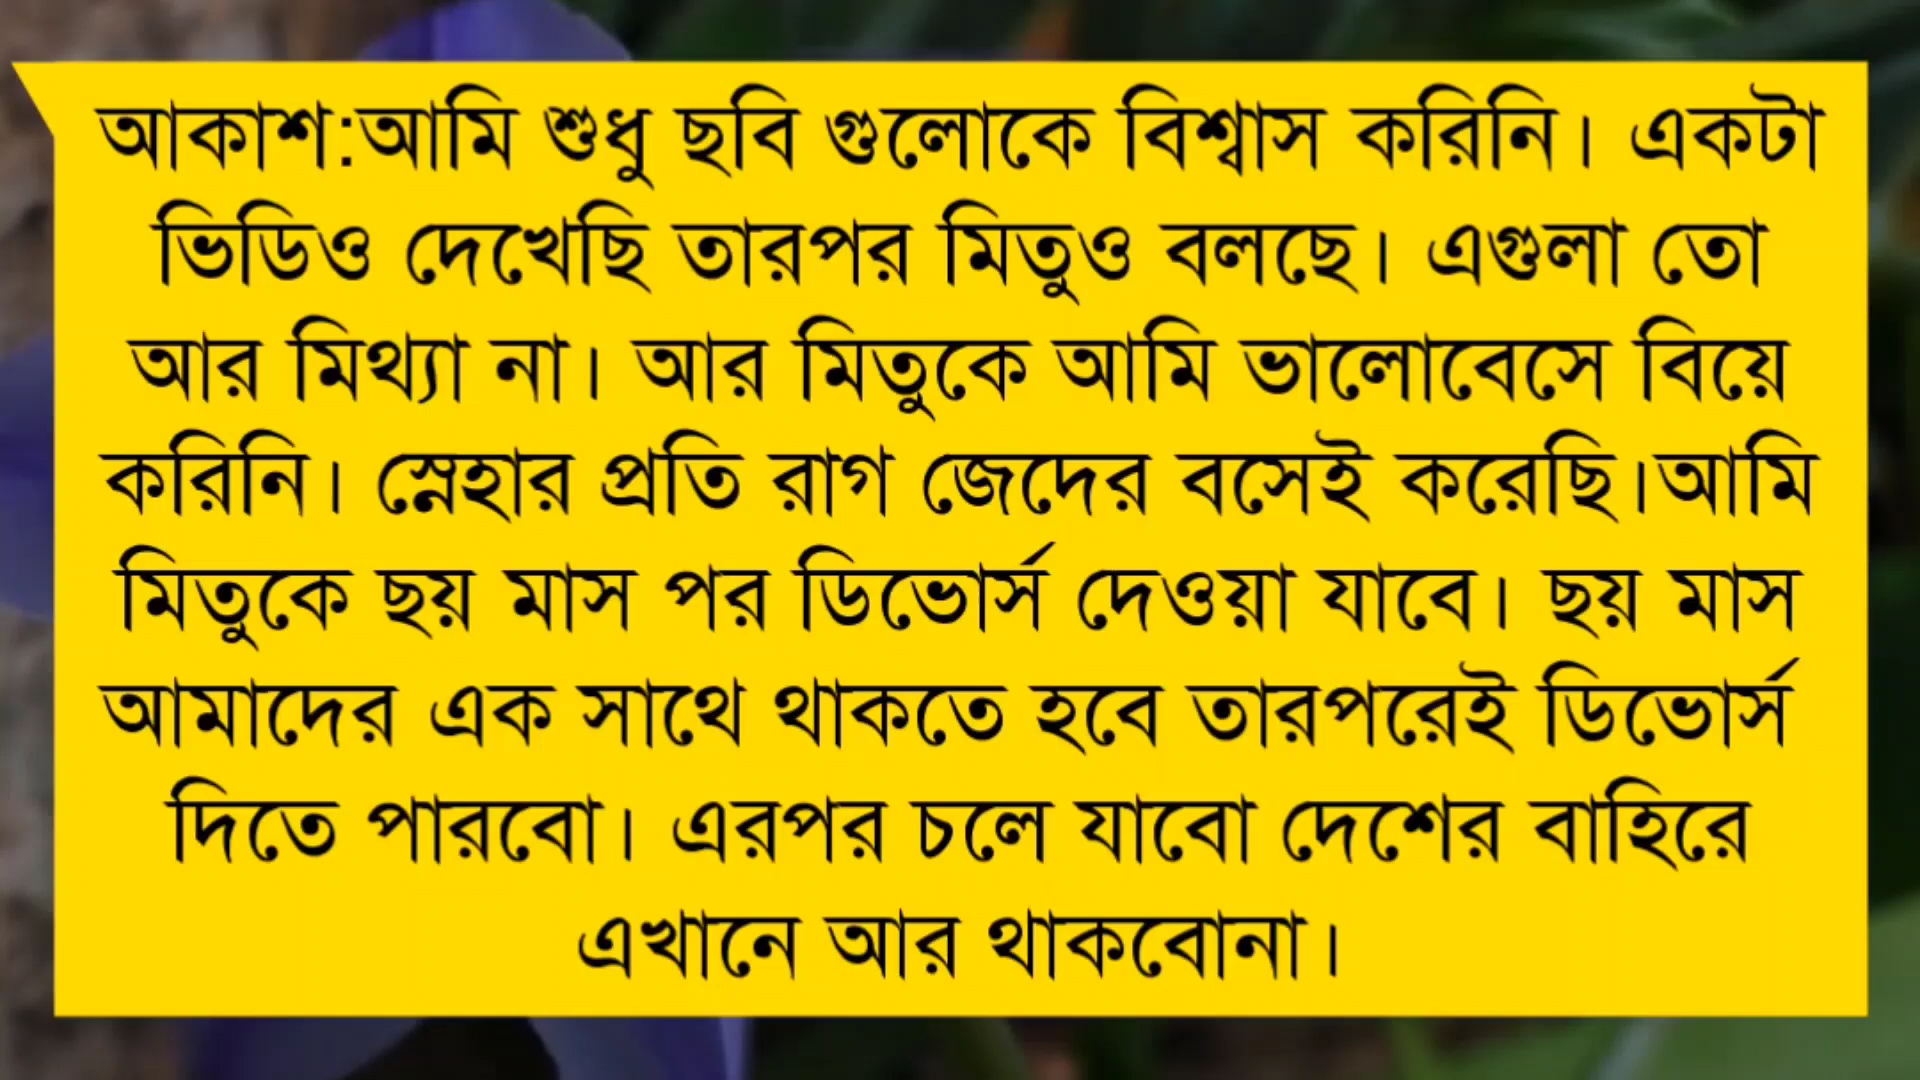 আকাশ:আমি শুধু ছবি গুলোকে বিশ্বাস করিনি। একটা
ভিডিও দেখেছি তারপর মিতুও বলছে। এগুলা তো
আর মিথ্যা না। আর মিতুকে আমি ভালোবেসে বিয়ে
করিনি। স্নেহার প্রতি রাগ জেদের বসেই করেছি।আমি
মিতুকে ছয় মাস পর ডিভোর্স দেওয়া যাবে। ছয় মাস
আমাদের এক সাথে থাকতে হবে তারপরেই ডিভোর্স
দিতে পারবো। এরপর চলে যাবো দেশের বাহিরে
এখানে আর থাকবোনা।